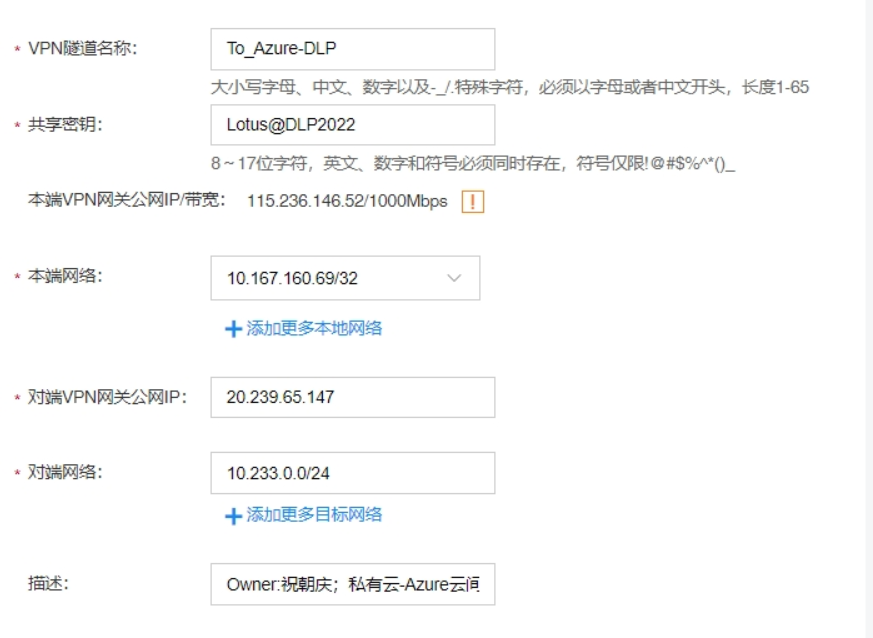 * VPN隧道名称： To_Azure-DLP
大小写字母、中文、数字以及-_/.特殊字符，必须以字母或者中文开头，长度1-65
* 共享密钥： Lotus@DLP2022
8～17位字符，英文、数字和符号必须同时存在，符号仅限!@#$%^*()_
本端VPN网关公网IP/带宽： 115.236.146.52/1000Mbps !
* 本端网络： 10.167.160.69/32
+ 添加更多本地网络
* 对端VPN网关公网IP： 20.239.65.147
* 对端网络： 10.233.0.0/24
+ 添加更多目标网络
描述： Owner:祝朝庆；私有云-Azure云间